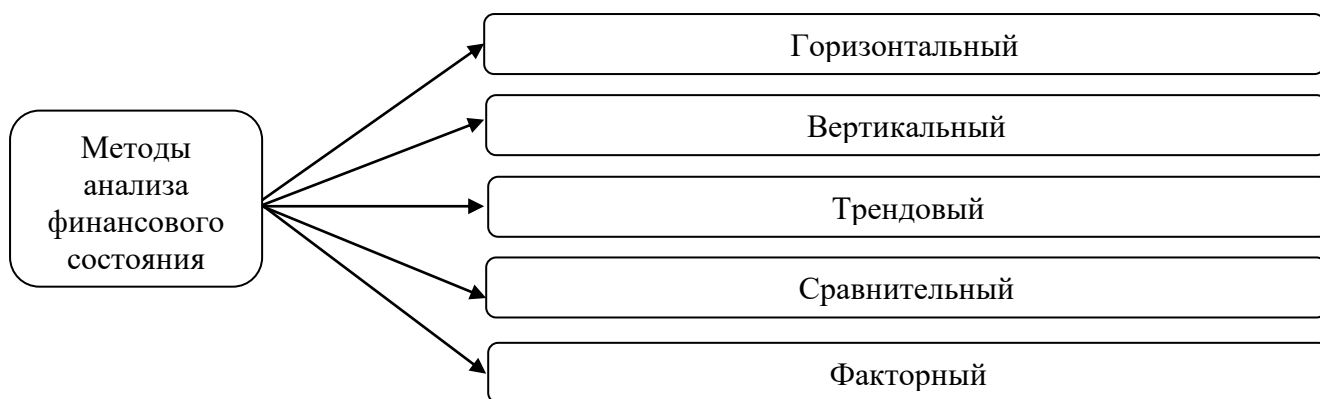 Методы
анализа
финансового
состояния
Горизонтальный
Вертикальный
Трендовый
Сравнительный
Факторный